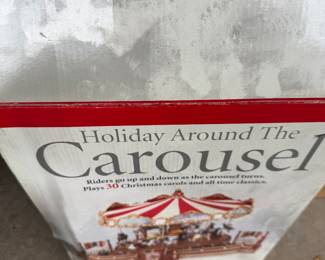 Holiday Around The
Carousel
Riders go up and down as the carousel turns.
Plays 30 Christmas carols and all time classics.